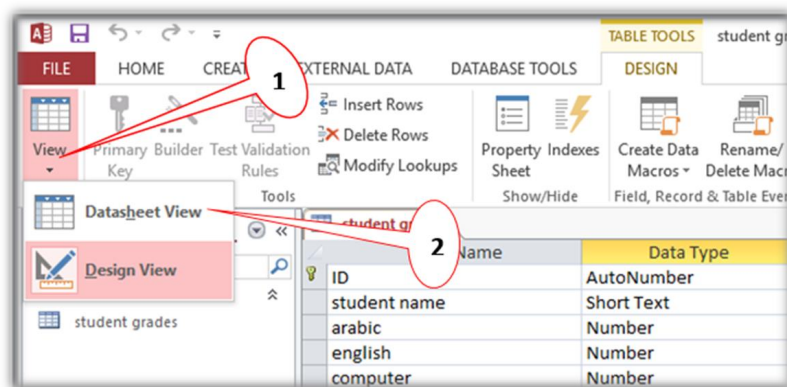 TABLE TOOLS student gr
FILE HOME CREAT EXTERNAL DATA DATABASE TOOLS DESIGN
1
View
Primary Key
Builder
Test Validation Rules
Insert Rows
Delete Rows
Modify Lookups
Property Sheet
Indexes
Create Data Macros
Rename/
Delete Mac
Tools
Show/Hide
Field, Record & Table Ever
Datasheet View
Design View
student grades
2
student gr
Name Data Type
ID AutoNumber
student name Short Text
arabic Number
english Number
computer Number